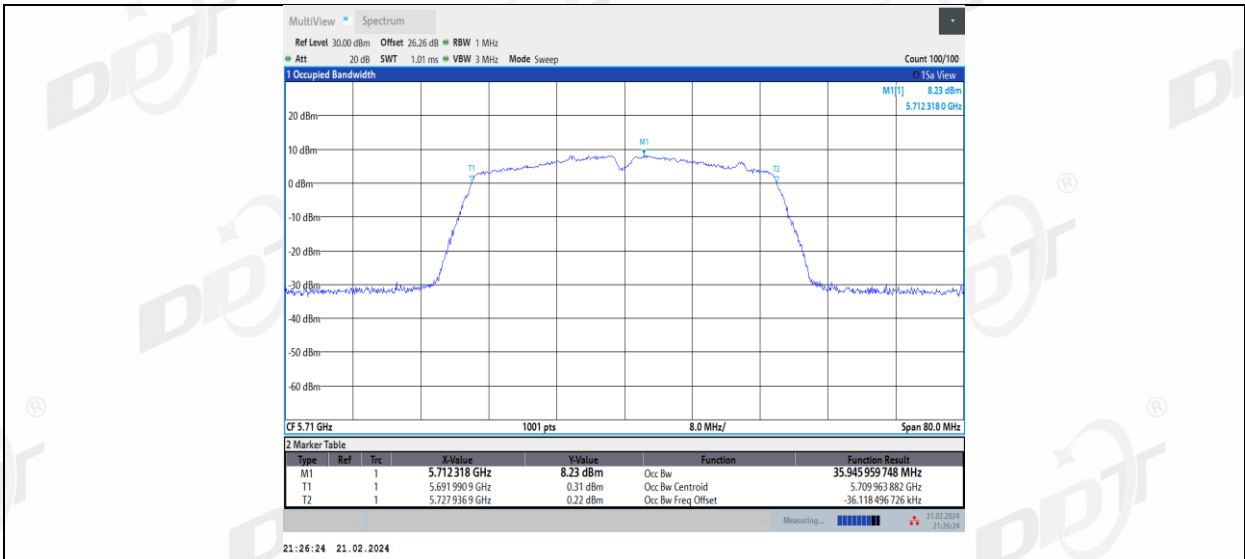 MultiView Spectrum
Ref Level 30.00 dBm Offset 26.26 dB RBW 1 MHz
Att 20 dB SWT 1.01 ms VBW 3 MHz Mode Sweep Count 100/100
1 Occupied Bandwidth 1Sa View
M1[1] 8.23 dBm
5.712 318 0 GHz
20 dBm
M1
10 dBm
T1 T2
0 dBm
-10 dBm
-20 dBm
-30 dBm
-40 dBm
-50 dBm
-60 dBm
CF 5.71 GHz 1001 pts 8.0 MHz/ Span 80.0 MHz
2 Marker Table
Type Ref Trc X-Value Y-Value Function Function Result
M1 1 5.712 318 GHz 8.23 dBm Occ Bw 35.945 959 748 MHz
T1 1 5.691 990 9 GHz 0.31 dBm Occ Bw Centroid 5.709 963 882 GHz
T2 1 5.727 936 9 GHz 0.22 dBm Occ Bw Freq Offset -36.118 496 726 kHz
Measuring... 21.02.2024
21:26:24
21:26:24 21.02.2024
DDT
®